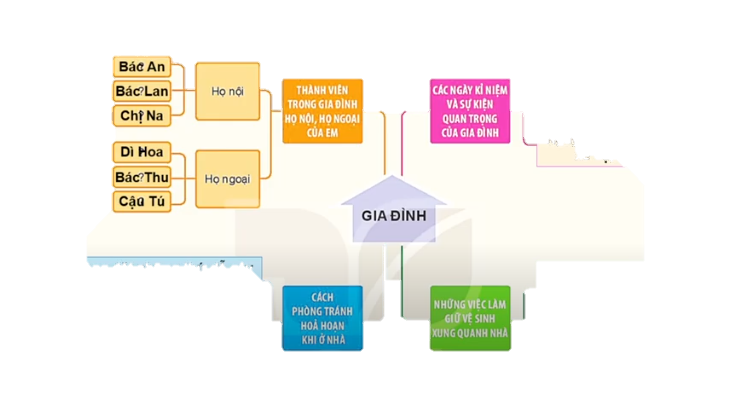 Bác An
Bác Lan
Chị Na
Họ nội
Dì Hoa
Bác Thu
Cậu Tú
Họ ngoại
THÀNH VIÊN
TRONG GIA ĐÌNH
HỌ NỘI, HỌ NGOẠI
CỦA EM
CÁC NGÀY KỈ NIỆM
VÀ SỰ KIỆN
QUAN TRỌNG
CỦA GIA ĐÌNH
GIA ĐÌNH
CÁCH
PHÒNG TRÁNH
HOẢ HOẠN
KHI Ở NHÀ
NHỮNG VIỆC LÀM
GIỮ VỆ SINH
XUNG QUANH NHÀ